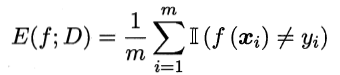 $E(f;D) = \frac{1}{m} \sum_{i=1}^{m} \mathbb{I}(f(\boldsymbol{x}_i) \neq y_i)$